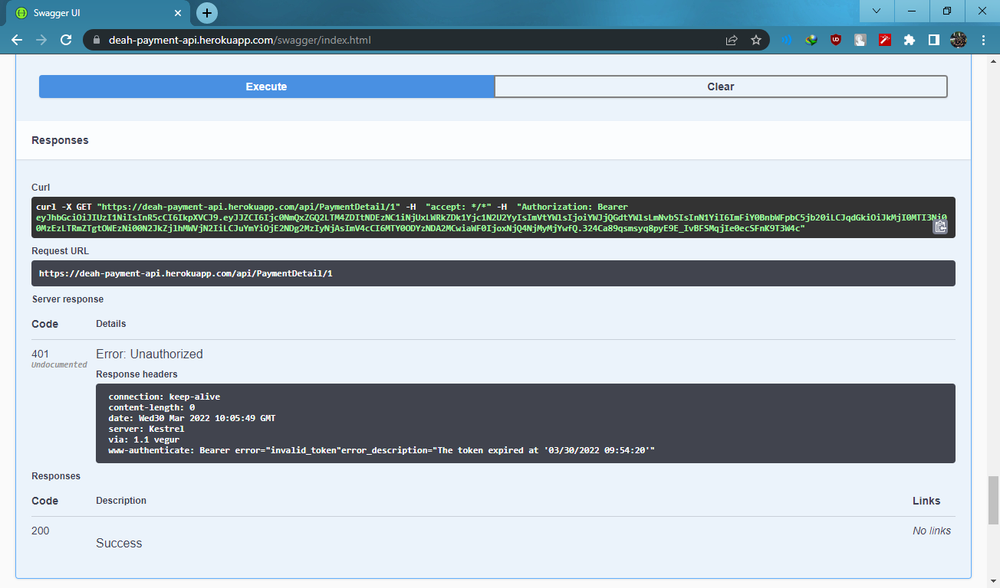 Swagger UI
deah-payment-api.herokuapp.com/swagger/index.html
Execute
Clear
Responses
Curl
curl -X GET "https://deah-payment-api.herokuapp.com/api/PaymentDetail/1" -H  "accept: */*" -H  "Authorization: Bearer
Request URL
https://deah-payment-api.herokuapp.com/api/PaymentDetail/1
Server response
Code
Details
401
Undocumented
Error: Unauthorized
Response headers
connection: keep-alive
content-length: 0
date: Wed30 Mar 2022 10:05:49 GMT
server: Kestrel
via: 1.1 vegur
www-authenticate: Bearer error="invalid_token"error_description="The token expired at '03/30/2022 09:54:20'"
Responses
Code
Description
Links
200
Success
No links